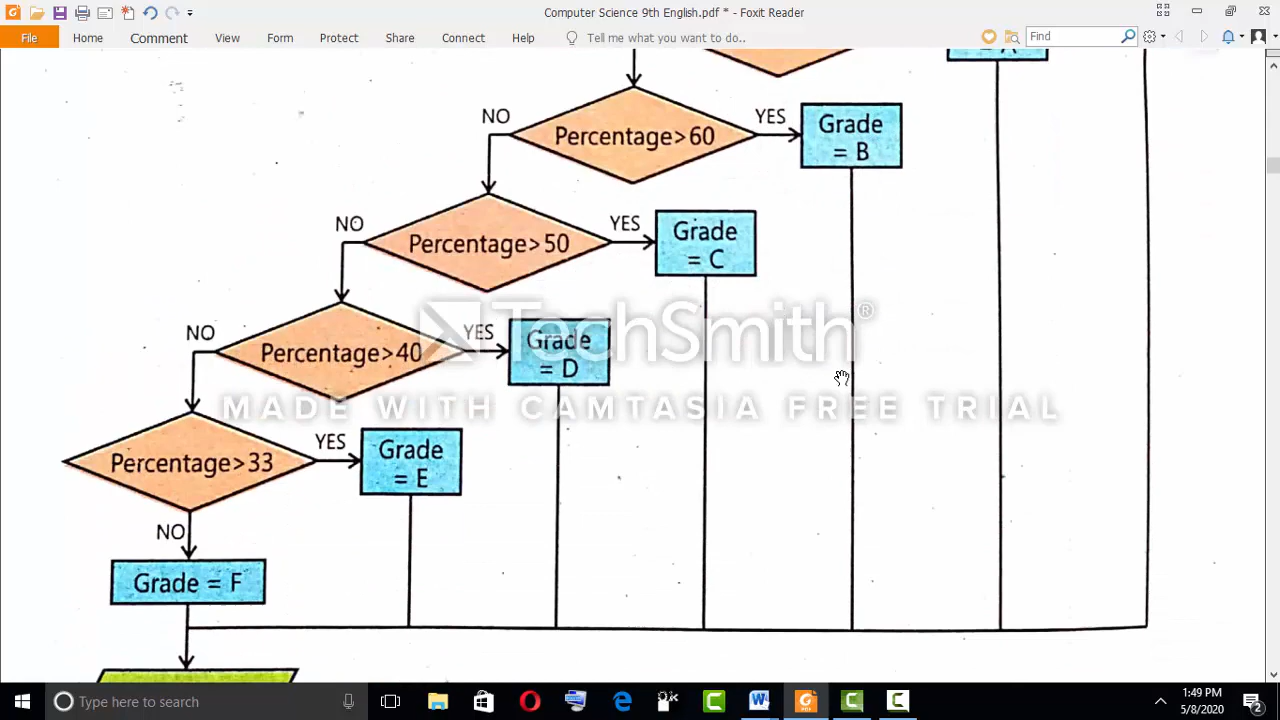 Computer Science 9th English.pdf * - Foxit Reader
File Home Comment View Form Protect Share Connect Help Tell me what you want to do.. Find
NO YES
Percentage>60
Grade
= B
NO YES
Percentage>50
Grade
= C
NO YES
Percentage>40
Grade
= D
NO YES
Percentage>33
Grade
= E
NO
Grade = F
TechSmith®
MADE WITH CAMTASIA FREE TRIAL
Type here to search
1:49 PM
5/8/2020
2